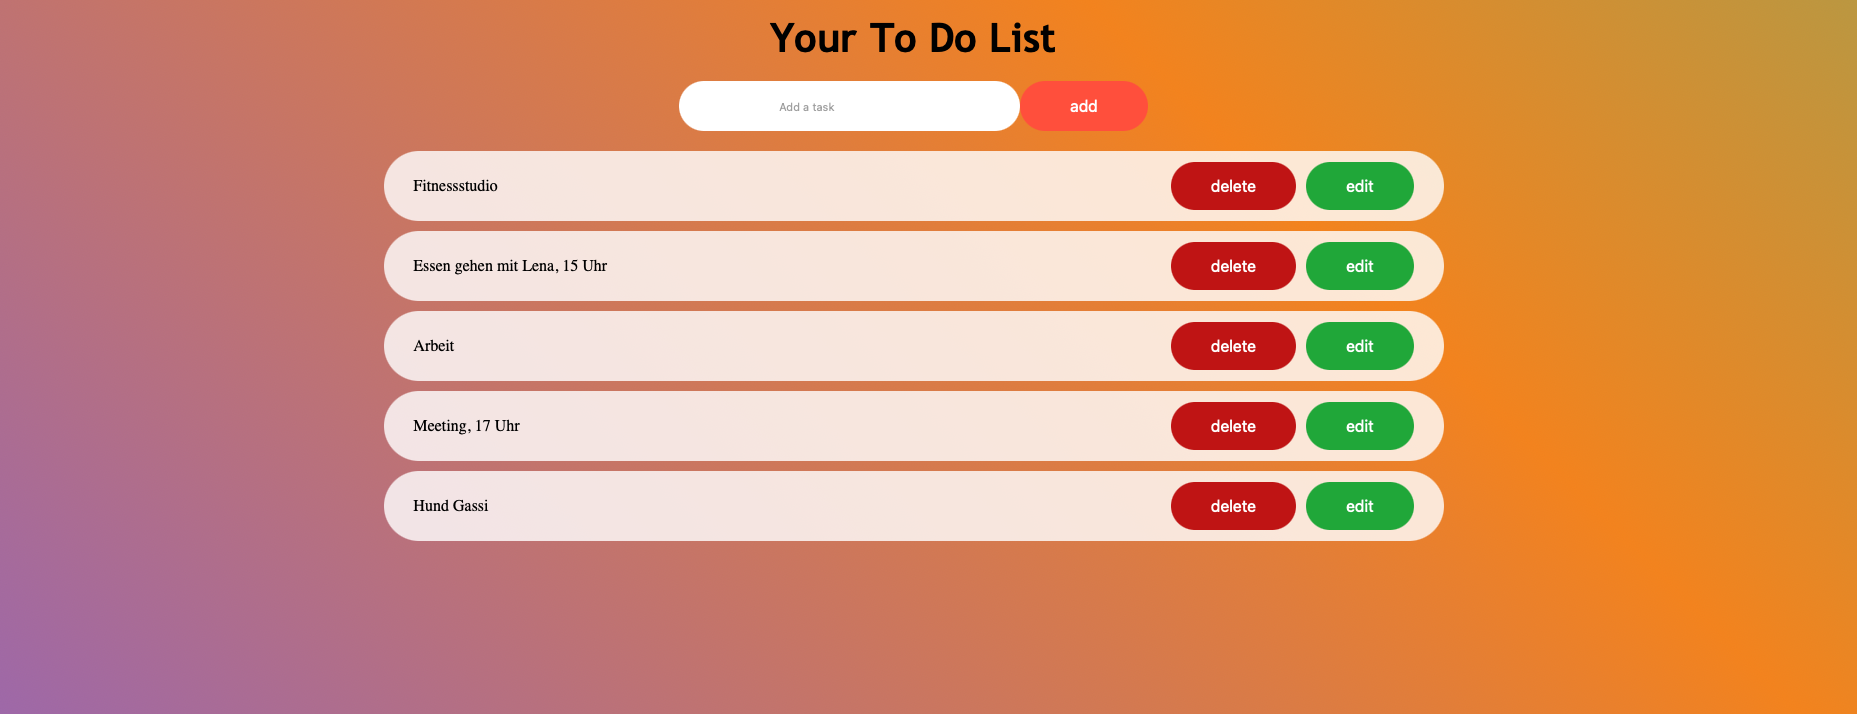 Your To Do List
Add a task add
Fitnessstudio delete edit
Essen gehen mit Lena, 15 Uhr delete edit
Arbeit delete edit
Meeting, 17 Uhr delete edit
Hund Gassi delete edit